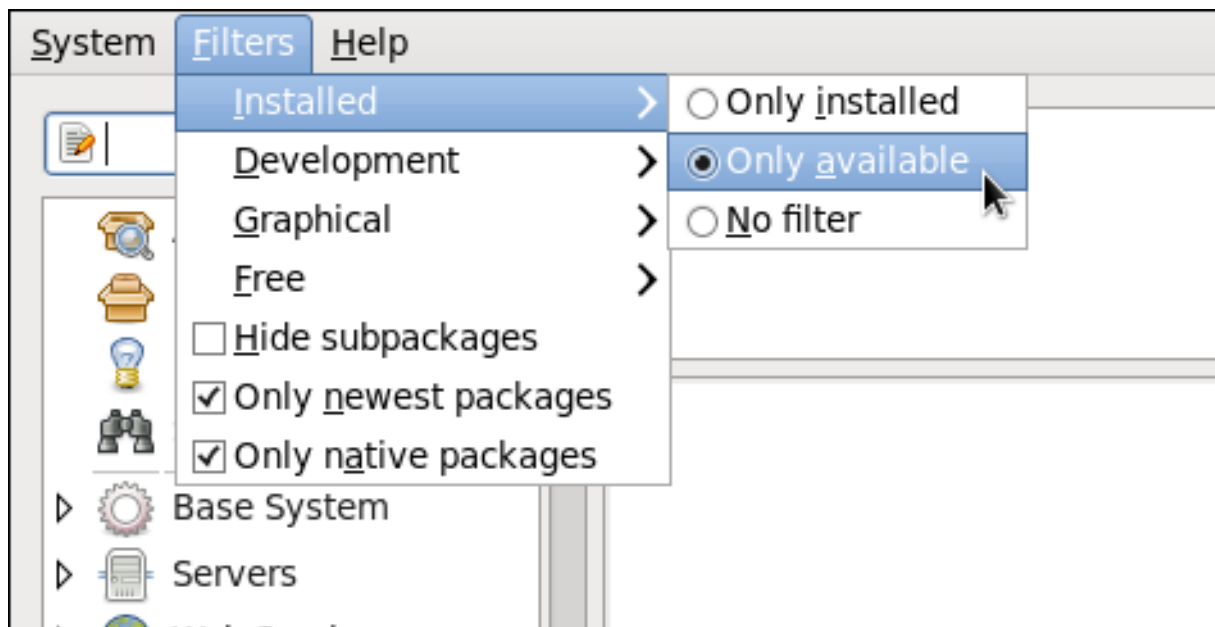 System Filters Help
Installed
Only installed
Development
Only available
Graphical
No filter
Free
Hide subpackages
Only newest packages
Only native packages
Base System
Servers